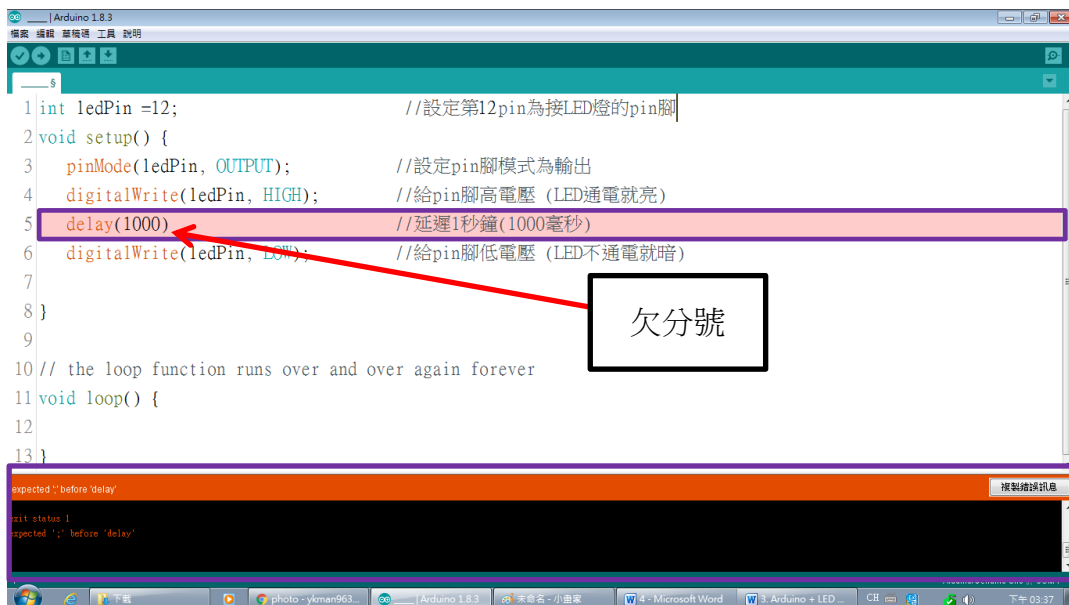 ____ | Arduino 1.8.3
檔案 編輯 草稿碼 工具 說明
____ §
1 int ledPin =12; //設定第12pin為接LED燈的pin腳
2 void setup() {
3 pinMode(ledPin, OUTPUT); //設定pin腳模式為輸出
4 digitalWrite(ledPin, HIGH); //給pin腳高電壓 (LED通電就亮)
5 delay(1000) //延遲1秒鐘(1000毫秒)
6 digitalWrite(ledPin, LOW); //給pin腳低電壓 (LED不通電就暗)
7
欠分號
8 }
9
10 // the loop function runs over and over again forever
11 void loop() {
12
13 }
expected ';' before 'delay'
複製錯誤訊息
exit status 1
expected ';' before 'delay'
下載
photo - ykman963...
____ | Arduino 1.8.3
未命名 - 小畫家
4 - Microsoft Word
3. Arduino + LED ...
CH
下午 03:37